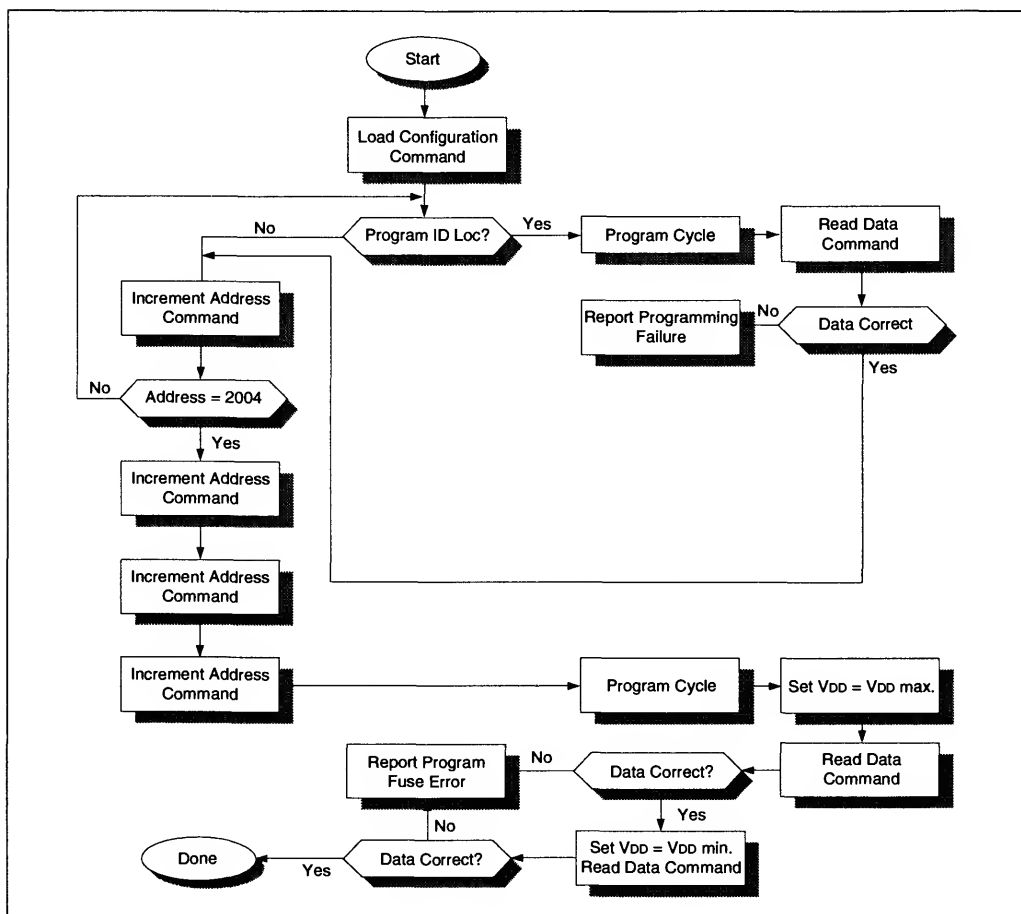 Start
Load Configuration
Command
No
Program ID Loc?
Yes
Program Cycle
Read Data
Command
Increment Address
Command
Report Programming
Failure
No
Data Correct
Yes
No
Address = 2004
Yes
Increment Address
Command
Increment Address
Command
Increment Address
Command
Program Cycle
Set VDD = VDD max.
Report Program
Fuse Error
No
Data Correct?
Read Data
Command
Yes
No
Set VDD = VDD min.
Read Data Command
Done
Yes
Data Correct?